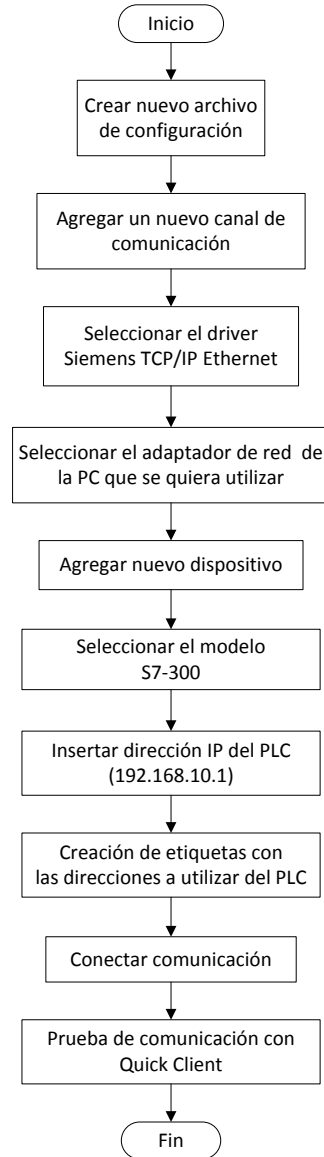 Inicio
Crear nuevo archivo
de configuración
Agregar un nuevo canal de
comunicación
Seleccionar el driver
Siemens TCP/IP Ethernet
Seleccionar el adaptador de red de
la PC que se quiera utilizar
Agregar nuevo dispositivo
Seleccionar el modelo
S7-300
Insertar dirección IP del PLC
(192.168.10.1)
Creación de etiquetas con
las direcciones a utilizar del PLC
Conectar comunicación
Prueba de comunicación con
Quick Client
Fin